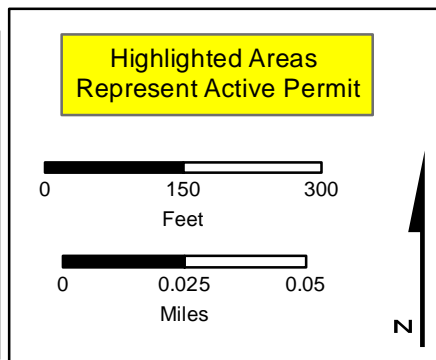 Highlighted Areas
Represent Active Permit
0 150 300
Feet
0 0.025 0.05
Miles
N